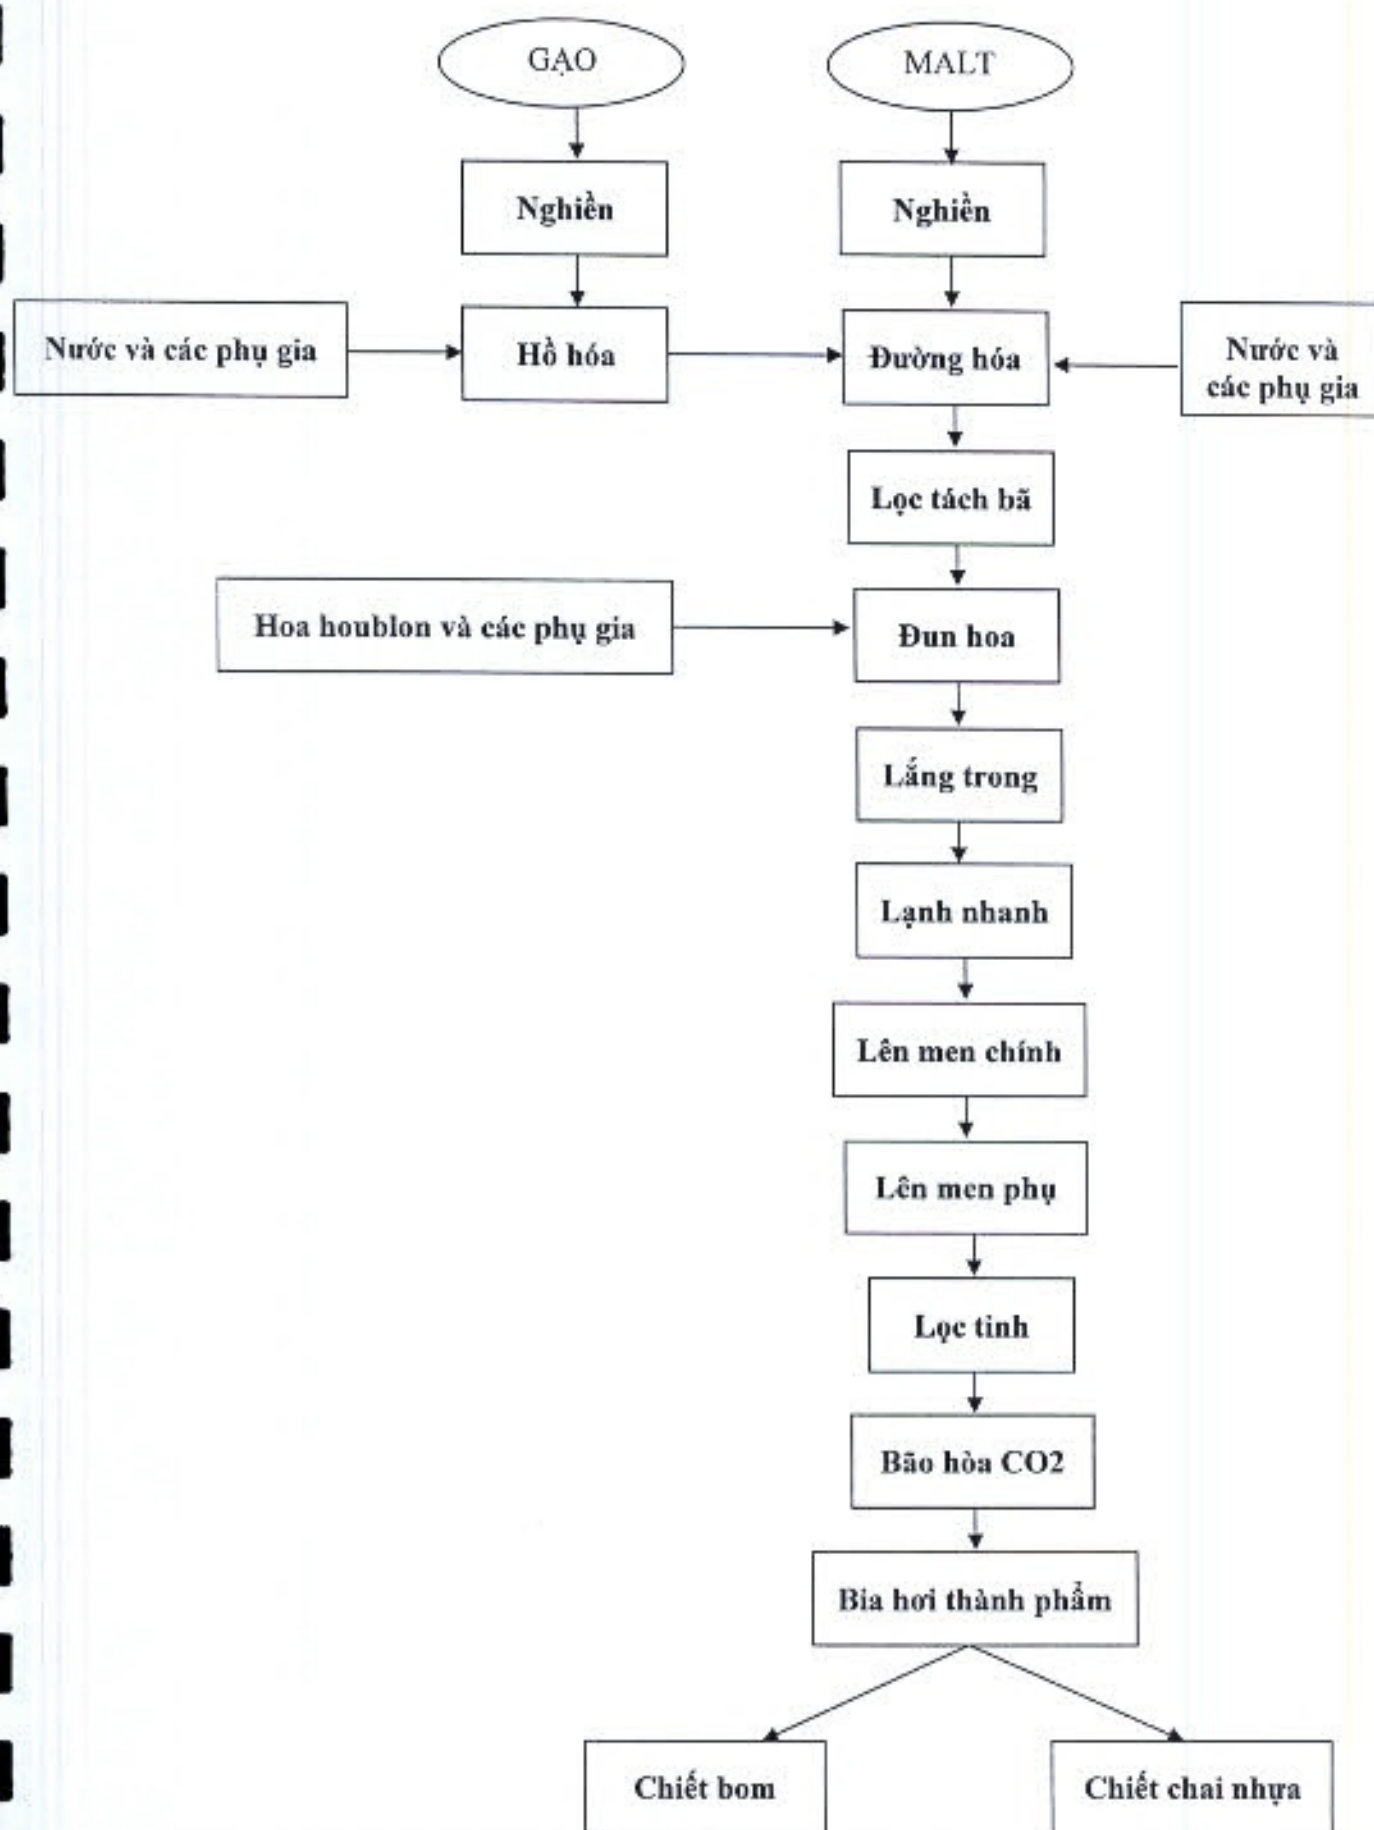 GẠO
MALT
Nghiền
Nghiền
Nước và các phụ gia
Hồ hóa
Đường hóa
Nước và
các phụ gia
Lọc tách bã
Hoa houblon và các phụ gia
Đun hoa
Lắng trong
Lạnh nhanh
Lên men chính
Lên men phụ
Lọc tinh
Bão hòa CO2
Bia hơi thành phẩm
Chiết bom
Chiết chai nhựa